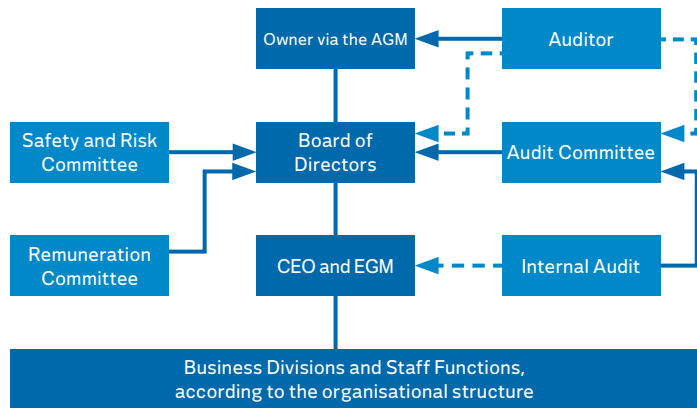 Owner via the AGM
Auditor
Safety and Risk
Committee
Board of
Directors
Audit Committee
Remuneration
Committee
CEO and EGM
Internal Audit
Business Divisions and Staff Functions,
according to the organisational structure